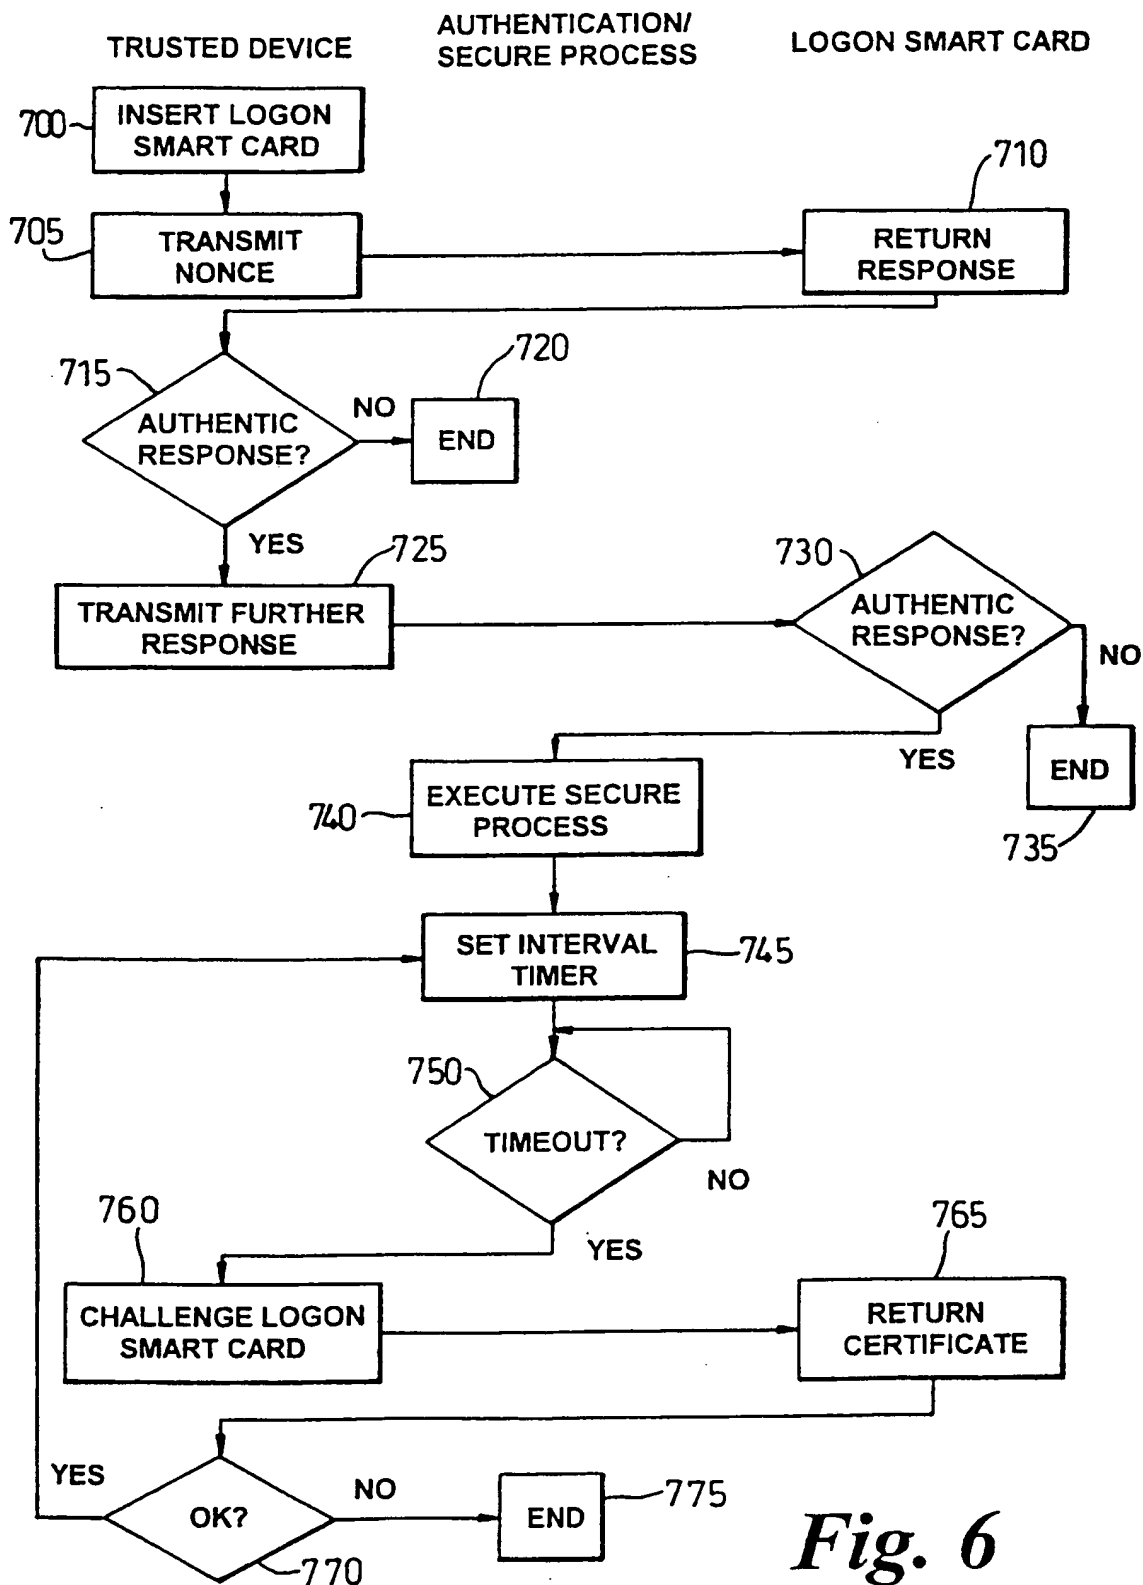 TRUSTED DEVICE
AUTHENTICATION/
SECURE PROCESS
LOGON SMART CARD
700
INSERT LOGON
SMART CARD
710
705
TRANSMIT
NONCE
RETURN
RESPONSE
715
720
AUTHENTIC
RESPONSE?
NO
END
YES
725
730
TRANSMIT FURTHER
RESPONSE
AUTHENTIC
RESPONSE?
NO
YES
END
735
740
EXECUTE SECURE
PROCESS
SET INTERVAL
TIMER
745
750
TIMEOUT?
NO
YES
760
765
CHALLENGE LOGON
SMART CARD
RETURN
CERTIFICATE
YES
OK?
NO
END
775
770
Fig. 6